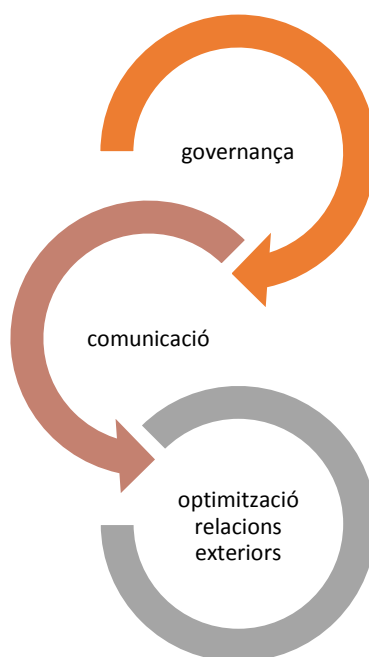 governança
comunicació
optimització
relacions
exteriors